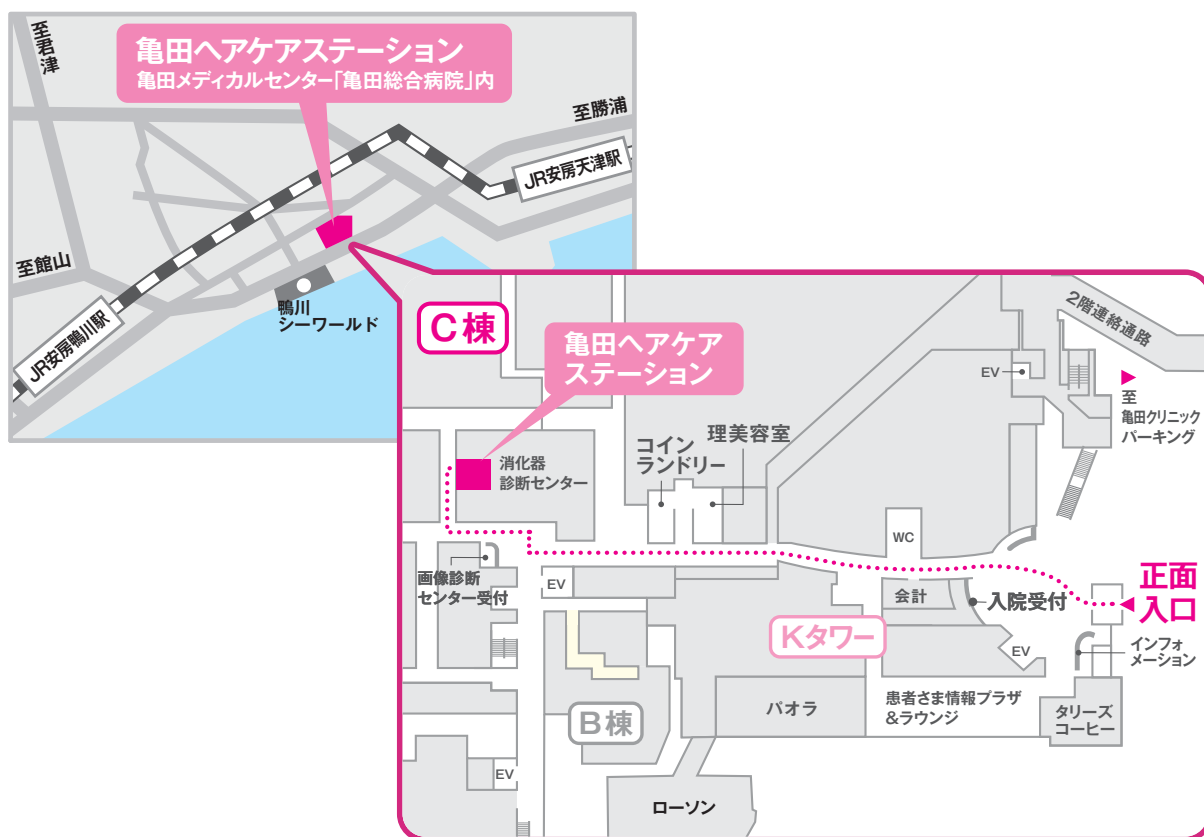 至君津
亀田ヘアケアステーション
亀田メディカルセンター「亀田総合病院」内
至勝浦
JR安房天津駅
至館山
鴨川
シーワールド
JR安房鴨川駅
C棟
亀田ヘアケア
ステーション
2階連絡通路
EV
至
亀田クリニック
パーキング
理美容室
コイン
ランドリー
消化器
診断センター
WC
画像診断
センター受付
EV
会計
入院受付
正面
入口
Kタワー
EV
インフォ
メーション
患者さま情報プラザ
&ラウンジ
パオラ
B棟
タリーズ
コーヒー
EV
ローソン